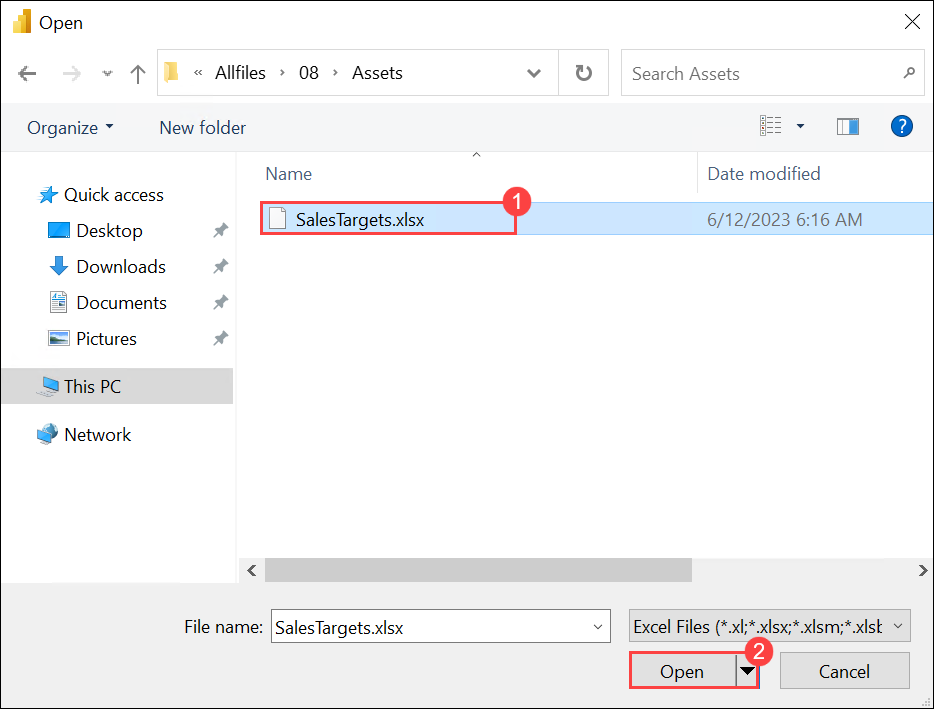 Open
« Allfiles › 08 › Assets
Search Assets
Organize
New folder
?
Name
Date modified
Quick access
1
SalesTargets.xlsx
6/12/2023 6:16 AM
Desktop
Downloads
Documents
Pictures
This PC
Network
File name:
SalesTargets.xlsx
Excel Files (*.xl;*.xlsx;*.xlsm;*.xlsb
2
Open
Cancel